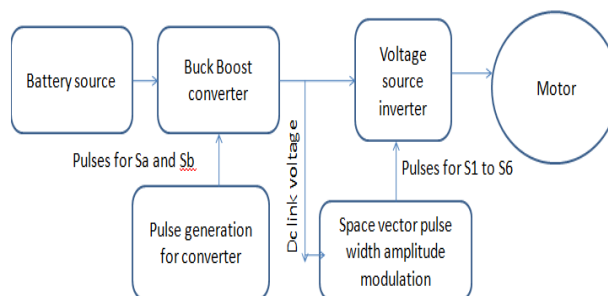 Battery source
Buck Boost
converter
Voltage
source
inverter
Motor
Pulses for Sa and Sb
Dc link voltage
Pulses for S1 to S6
Pulse generation
for converter
Space vector pulse
width amplitude
modulation